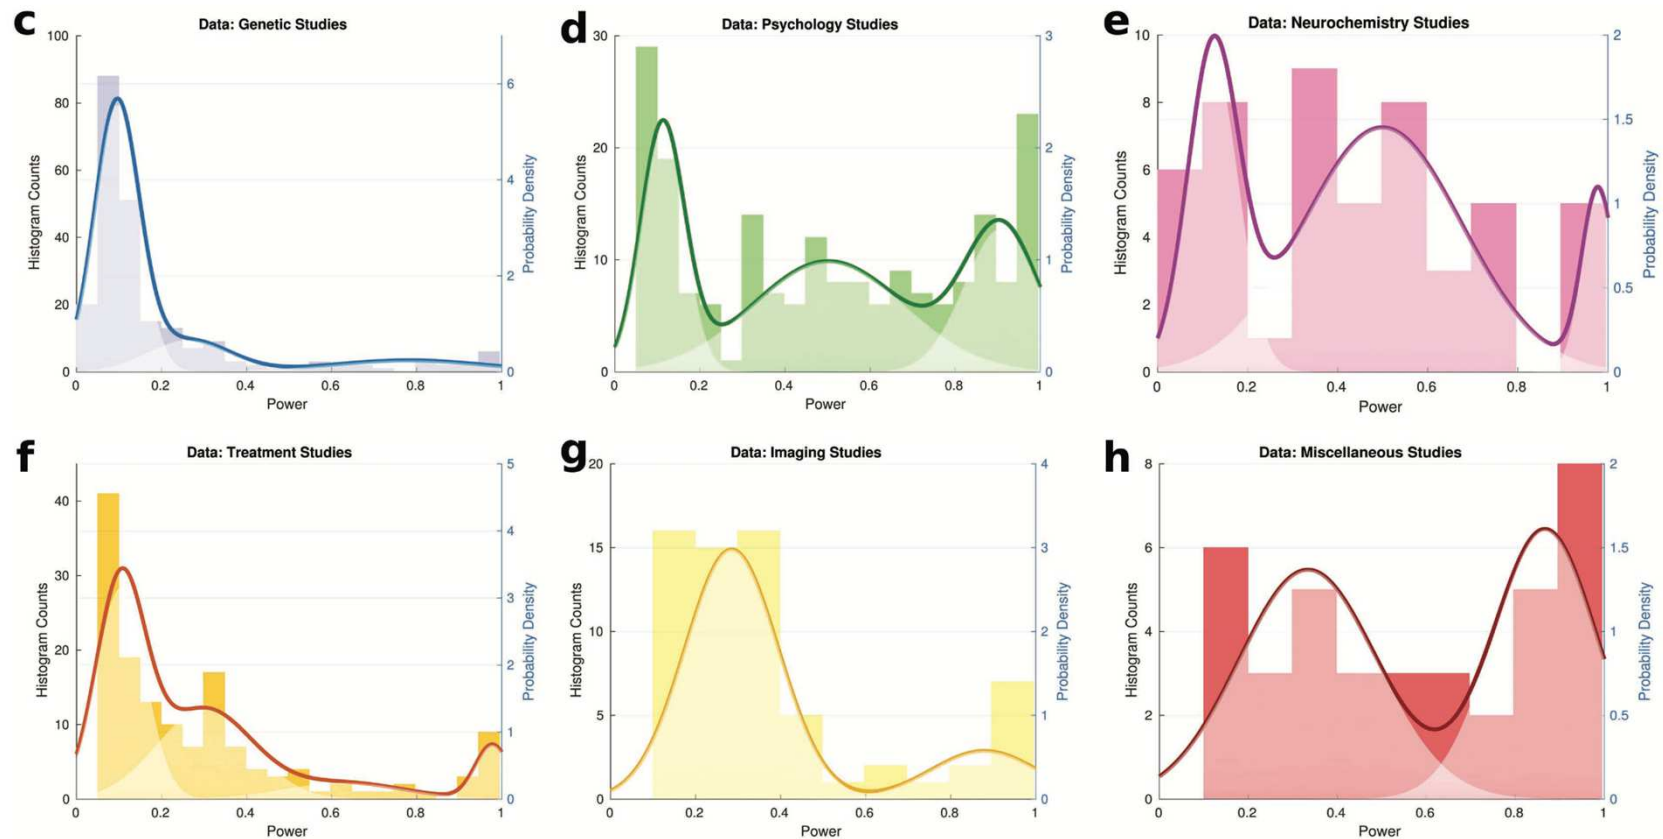 c
Data: Genetic Studies
100
80
60
40
20
0
Histogram Counts
6
4
2
0
Probability Density
0 0.2 0.4 0.6 0.8 1
Power
d
Data: Psychology Studies
30
20
10
0
Histogram Counts
3
2
1
0
Probability Density
0 0.2 0.4 0.6 0.8 1
Power
e
Data: Neurochemistry Studies
10
8
6
4
2
0
Histogram Counts
2
1.5
1
0.5
0
Probability Density
0 0.2 0.4 0.6 0.8 1
Power
f
Data: Treatment Studies
40
30
20
10
0
Histogram Counts
5
4
3
2
1
0
Probability Density
0 0.2 0.4 0.6 0.8 1
Power
g
Data: Imaging Studies
20
15
10
5
0
Histogram Counts
4
3
2
1
0
Probability Density
0 0.2 0.4 0.6 0.8 1
Power
h
Data: Miscellaneous Studies
8
6
4
2
0
Histogram Counts
2
1.5
1
0.5
0
Probability Density
0 0.2 0.4 0.6 0.8 1
Power